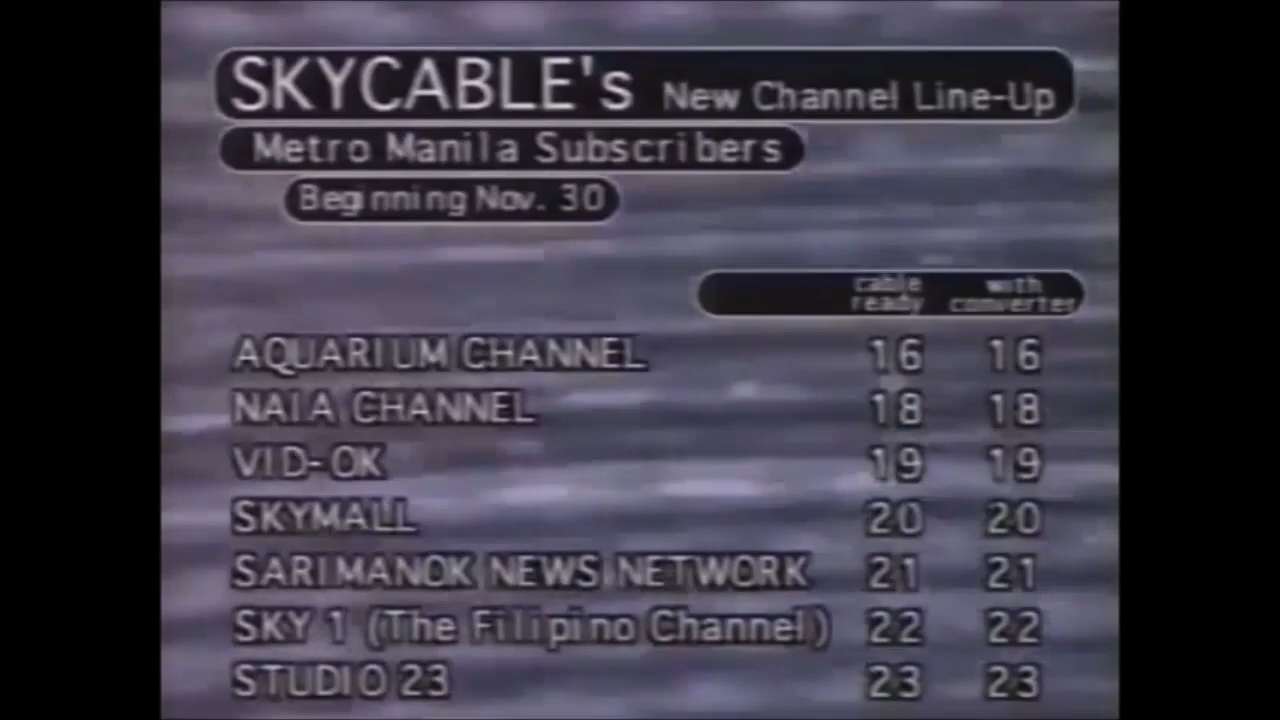 SKYCABLE's New Channel Line-Up
Metro Manila Subscribers
Beginning Nov. 30
cable ready with converter
AQUARIUM CHANNEL 16 16
NAIA CHANNEL 18 18
VID-OK 19 19
SKYMALL 20 20
SARIMANOK NEWS NETWORK 21 21
SKY 1 (The Filipino Channel) 22 22
STUDIO 23 23 23